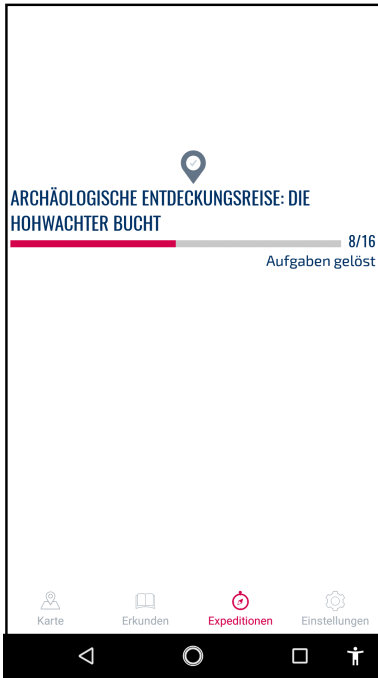 ARCHÄOLOGISCHE ENTDECKUNGSREISE: DIE
HOHWACHTER BUCHT
8/16
Aufgaben gelöst
Karte
Erkunden
Expeditionen
Einstellungen